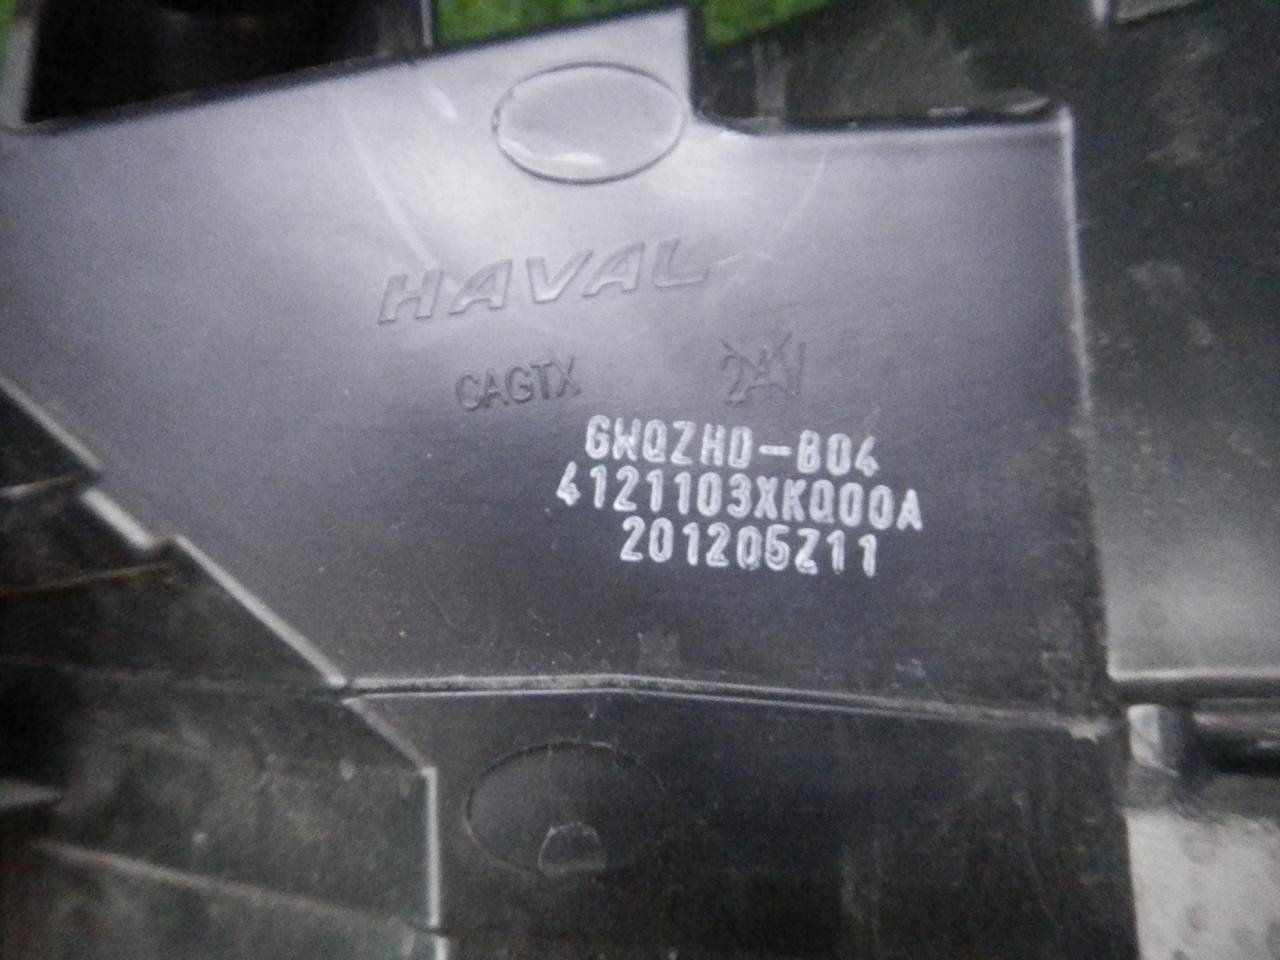 HAVAL
CAGTX
GWQZHD-B04
4121103XKQ00A
201205Z11